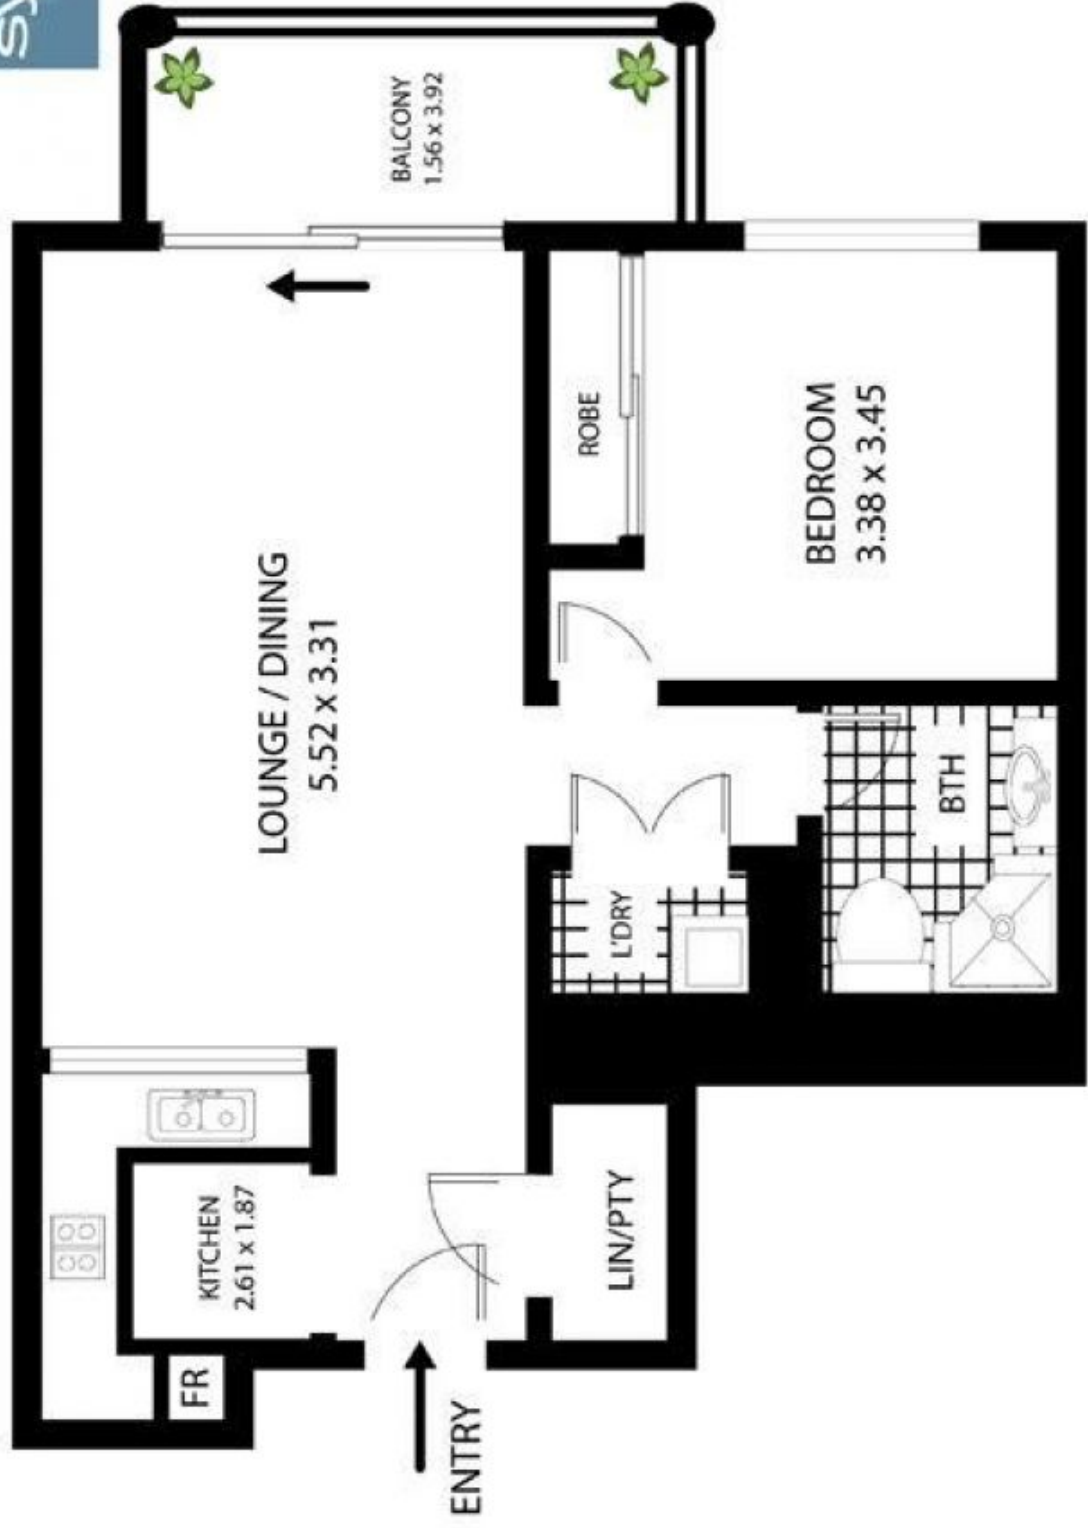 BALCONY
1.56 x 3.92
ROBE
BEDROOM
3.38 x 3.45
LOUNGE / DINING
5.52 x 3.31
BTH
L'DRY
KITCHEN
2.61 x 1.87
LIN/PTY
FR
ENTRY